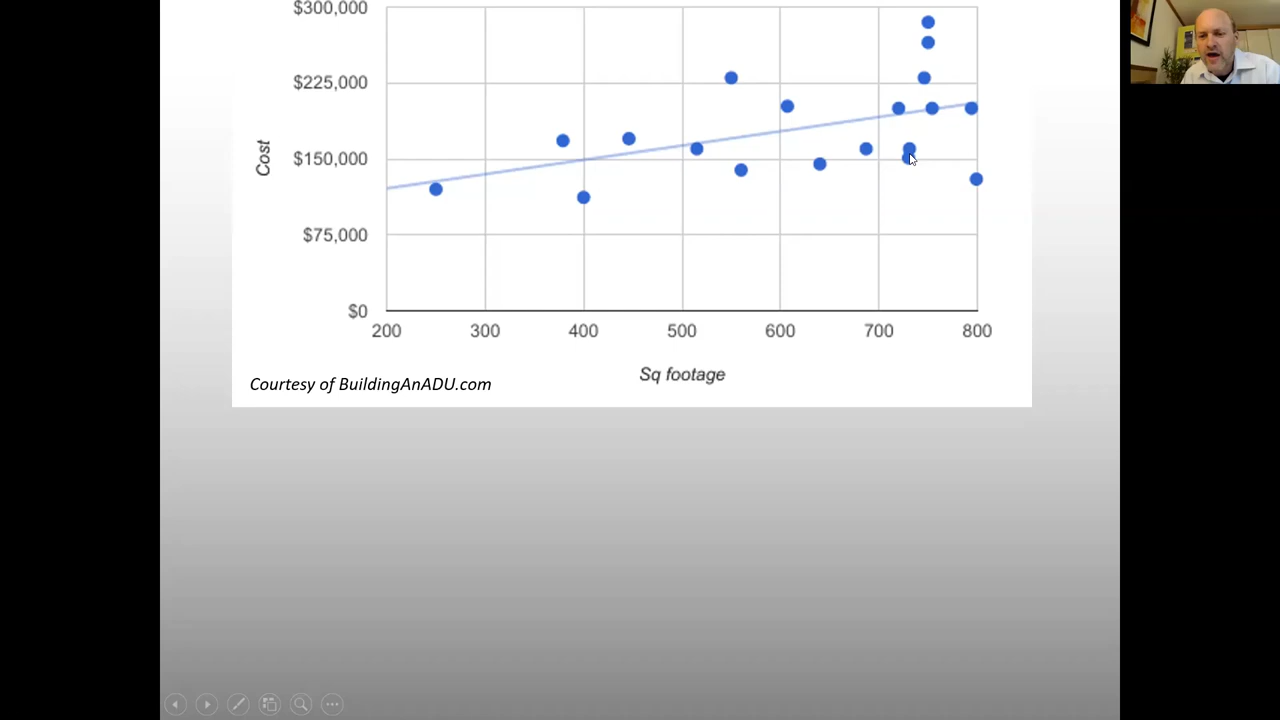 $300,000
$225,000
$150,000
$75,000
$0
Cost
200 300 400 500 600 700 800
Sq footage
Courtesy of BuildingAnADU.com